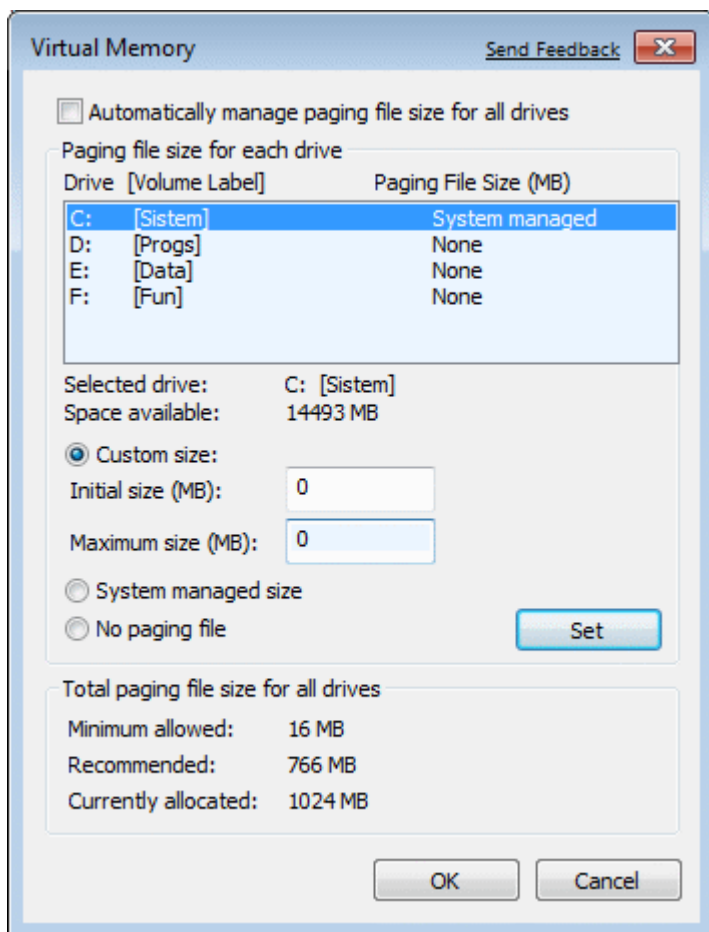 Virtual Memory Send Feedback
Automatically manage paging file size for all drives
Paging file size for each drive
Drive [Volume Label] Paging File Size (MB)
C: [Sistem] System managed
D: [Progs] None
E: [Data] None
F: [Fun] None
Selected drive: C: [Sistem]
Space available: 14493 MB
Custom size:
Initial size (MB): 0
Maximum size (MB): 0
System managed size
No paging file Set
Total paging file size for all drives
Minimum allowed: 16 MB
Recommended: 766 MB
Currently allocated: 1024 MB
OK Cancel